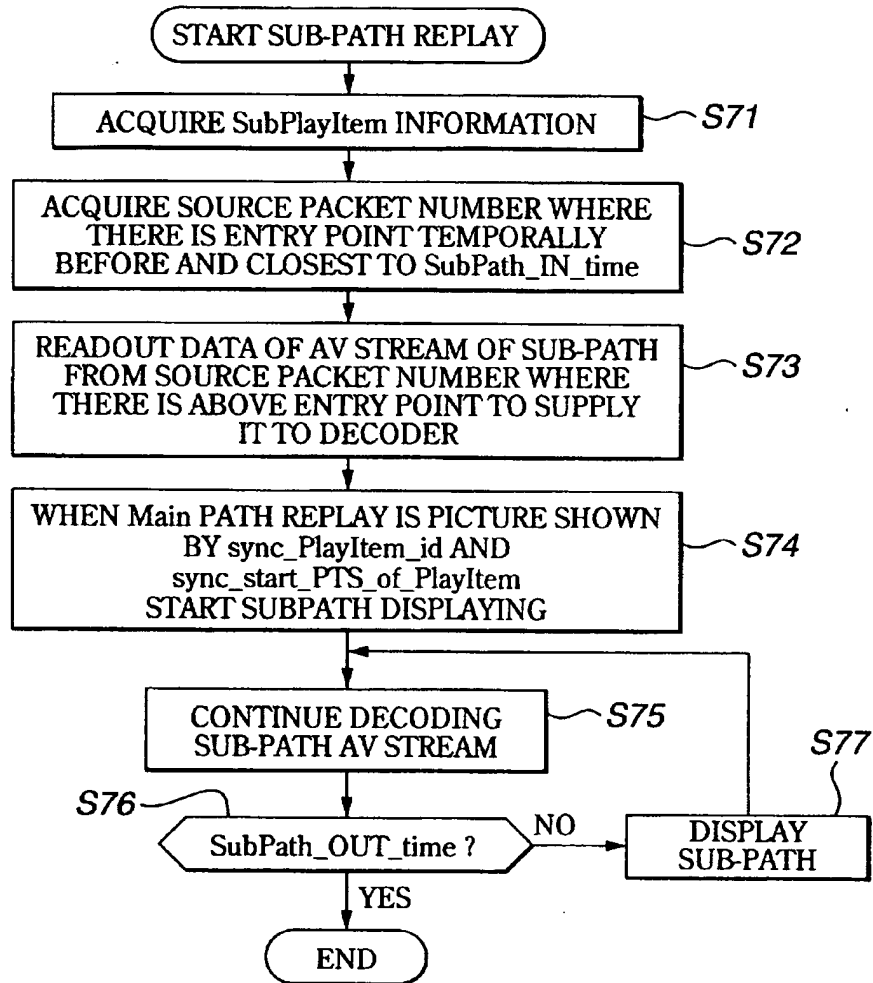 START SUB-PATH REPLAY
ACQUIRE SubPlayItem INFORMATION
S71
ACQUIRE SOURCE PACKET NUMBER WHERE
THERE IS ENTRY POINT TEMPORALLY
BEFORE AND CLOSEST TO SubPath_IN_time
S72
READOUT DATA OF AV STREAM OF SUB-PATH
FROM SOURCE PACKET NUMBER WHERE
THERE IS ABOVE ENTRY POINT TO SUPPLY
IT TO DECODER
S73
WHEN Main PATH REPLAY IS PICTURE SHOWN
BY sync_PlayItem_id AND
sync_start_PTS_of_PlayItem
START SUBPATH DISPLAYING
S74
CONTINUE DECODING
SUB-PATH AV STREAM
S75
S76
SubPath_OUT_time ?
NO
S77
DISPLAY
SUB-PATH
YES
END